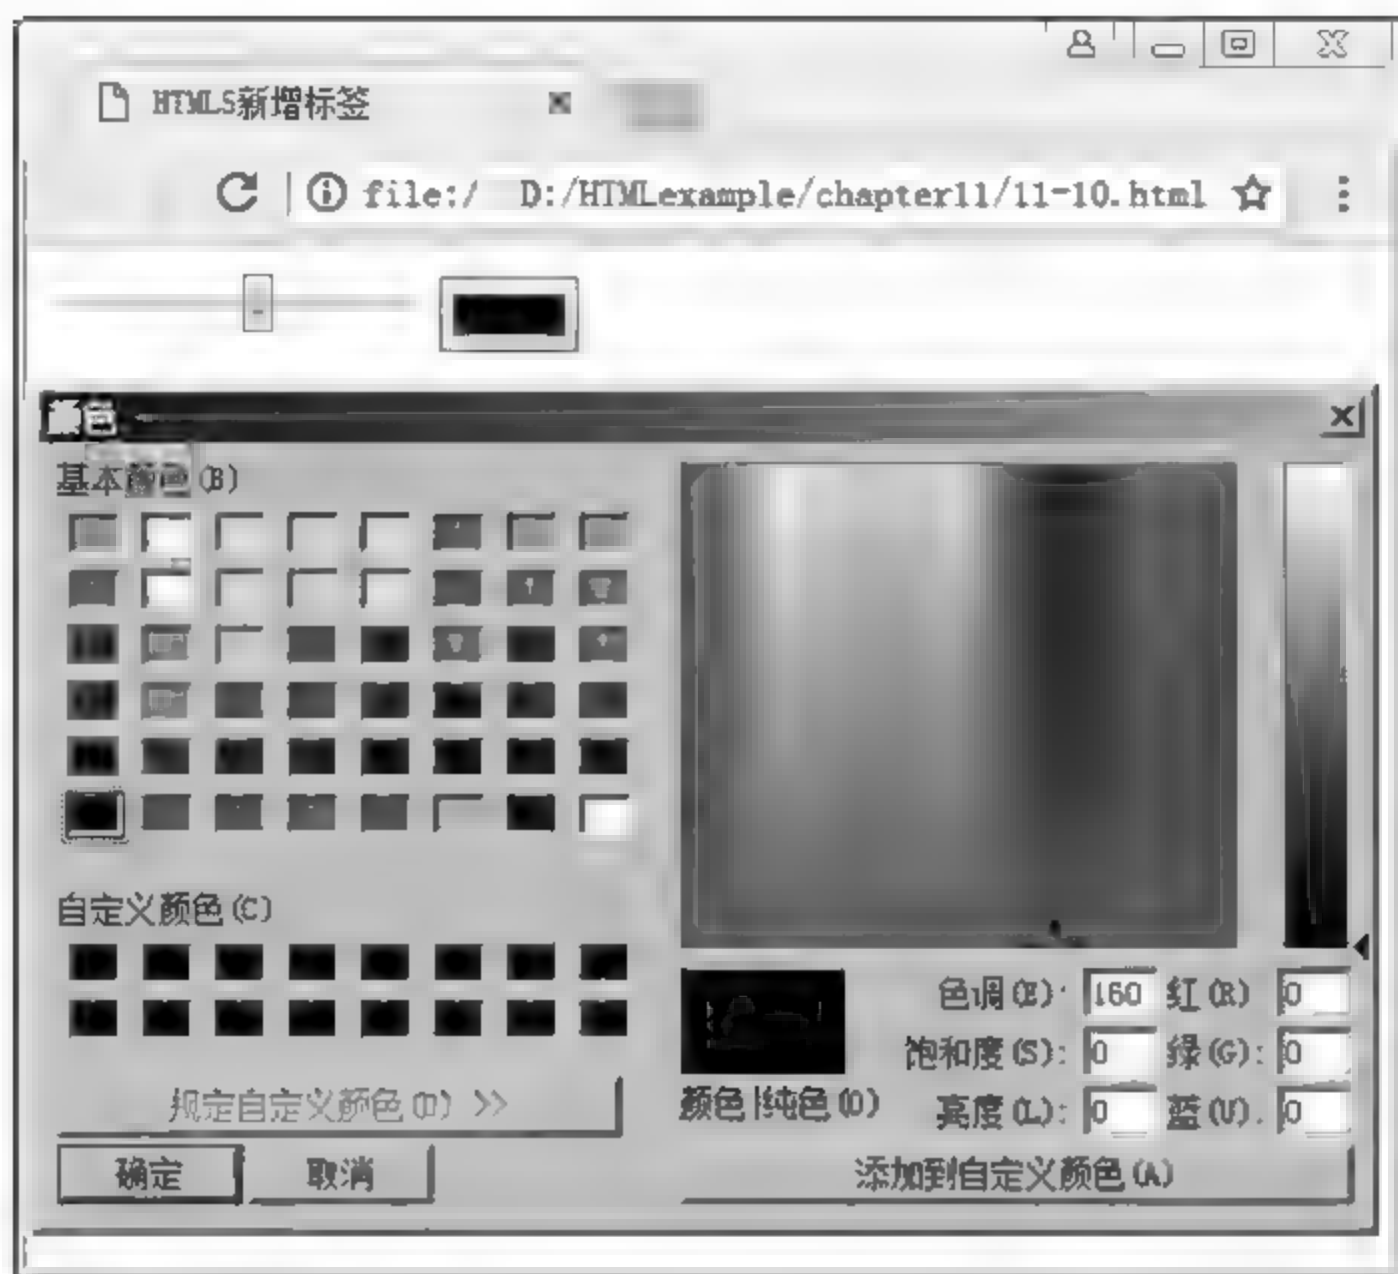 HTML5新增标签
file:/ D:/HTMLexample/chapter11/11-10.html
颜色
基本颜色(B)
自定义颜色(C)
规定自定义颜色(D) >>
确定 取消
色调(E): 160 红(R) 0
饱和度(S): 0 绿(G): 0
颜色|纯色(O) 亮度(L): 0 蓝(U). 0
添加到自定义颜色(A)